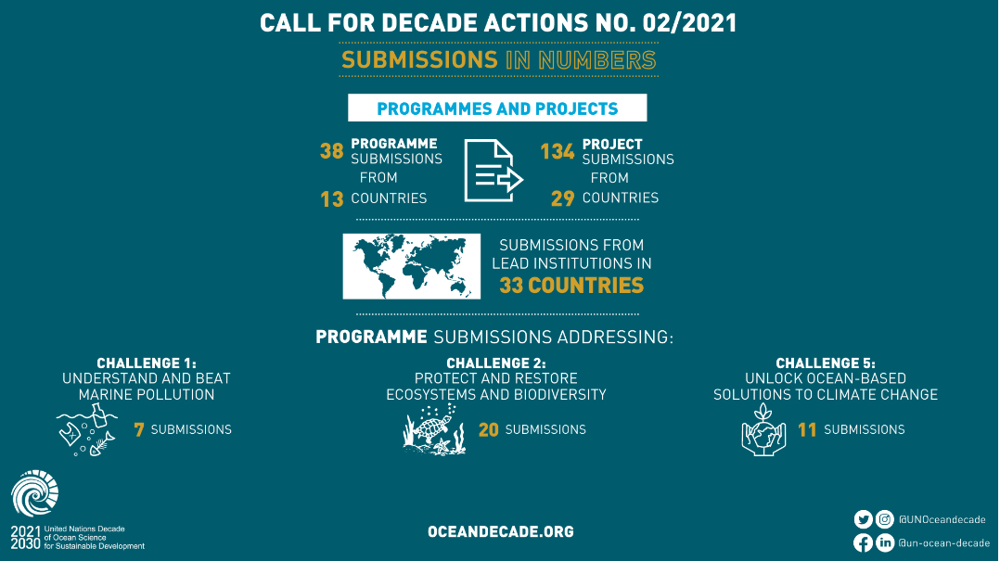 CALL FOR DECADE ACTIONS NO. 02/2021
SUBMISSIONS IN NUMBERS
PROGRAMMES AND PROJECTS
38 PROGRAMME
SUBMISSIONS
FROM
13 COUNTRIES
134 PROJECT
SUBMISSIONS
FROM
29 COUNTRIES
SUBMISSIONS FROM
LEAD INSTITUTIONS IN
33 COUNTRIES
PROGRAMME SUBMISSIONS ADDRESSING:
CHALLENGE 1:
UNDERSTAND AND BEAT
MARINE POLLUTION
7 SUBMISSIONS
CHALLENGE 2:
PROTECT AND RESTORE
ECOSYSTEMS AND BIODIVERSITY
20 SUBMISSIONS
CHALLENGE 5:
UNLOCK OCEAN-BASED
SOLUTIONS TO CLIMATE CHANGE
11 SUBMISSIONS
2021
2030
United Nations Decade
of Ocean Science
for Sustainable Development
OCEANDECADE.ORG
@UNOceandecade
@un-ocean-decade